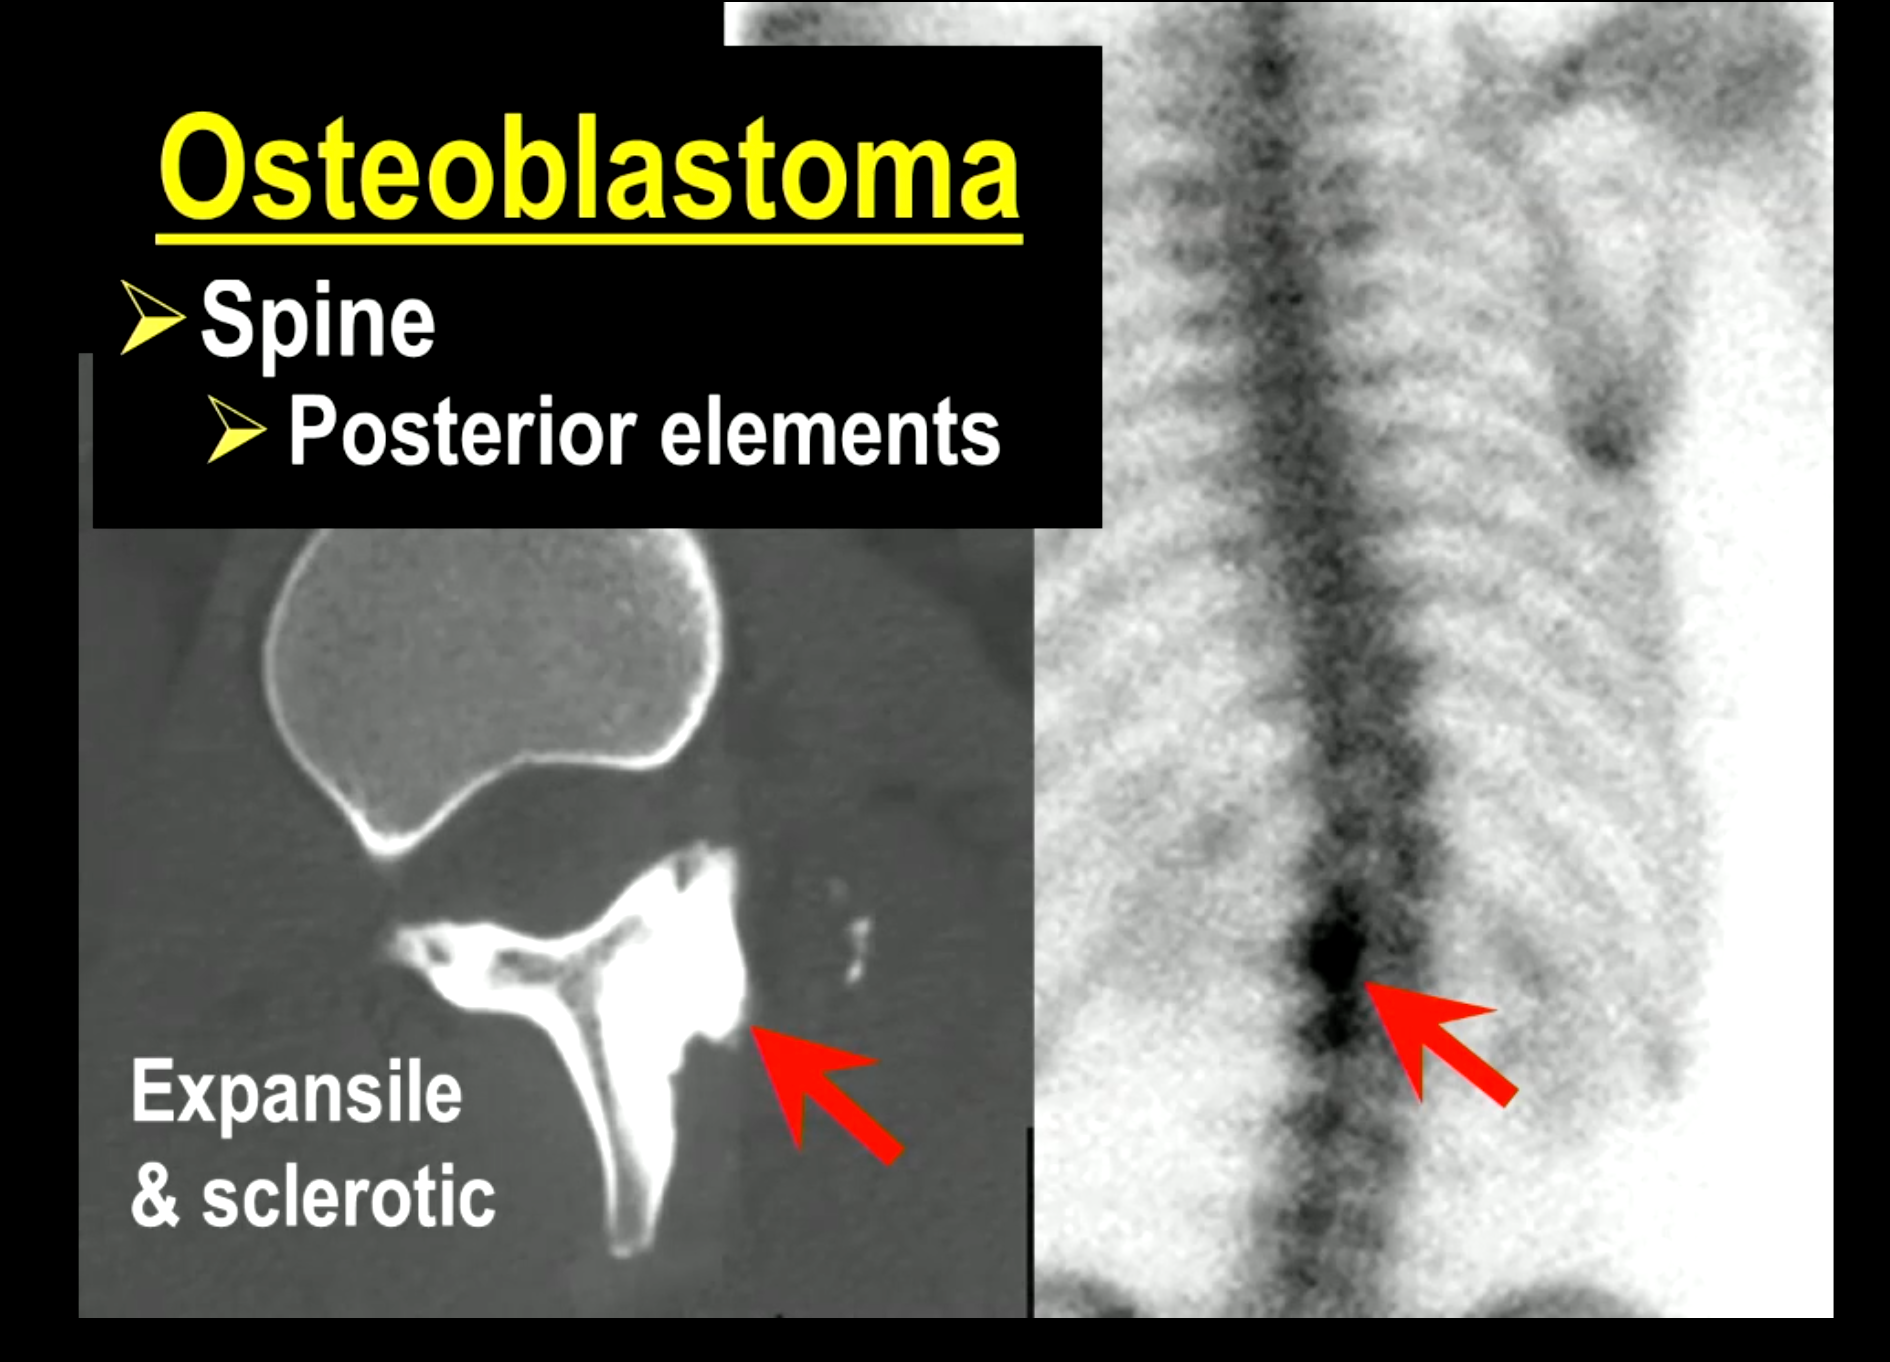 Osteoblastoma
Spine
Posterior elements
Expansile
& sclerotic